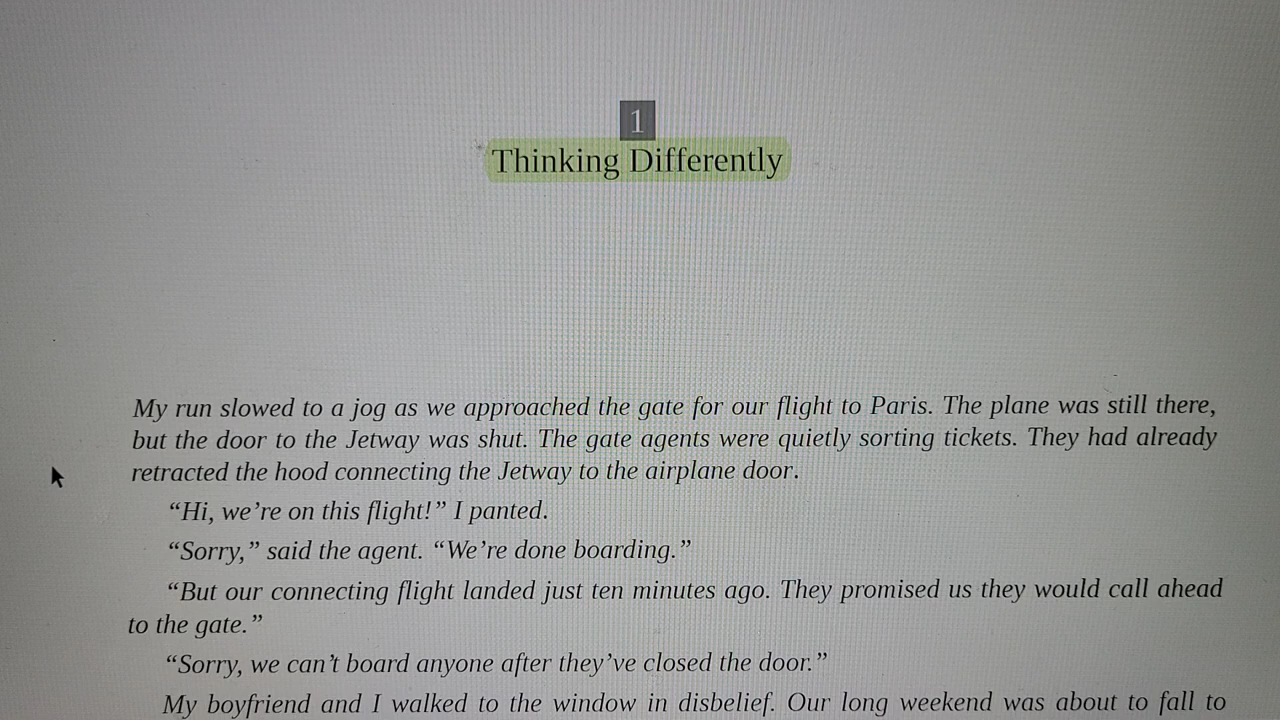 1
Thinking Differently
My run slowed to a jog as we approached the gate for our flight to Paris. The plane was still there,
but the door to the Jetway was shut. The gate agents were quietly sorting tickets. They had already
retracted the hood connecting the Jetway to the airplane door.
“Hi, we’re on this flight!” I panted.
“Sorry,” said the agent. “We’re done boarding.”
“But our connecting flight landed just ten minutes ago. They promised us they would call ahead
to the gate.”
“Sorry, we can’t board anyone after they’ve closed the door.”
My boyfriend and I walked to the window in disbelief. Our long weekend was about to fall to